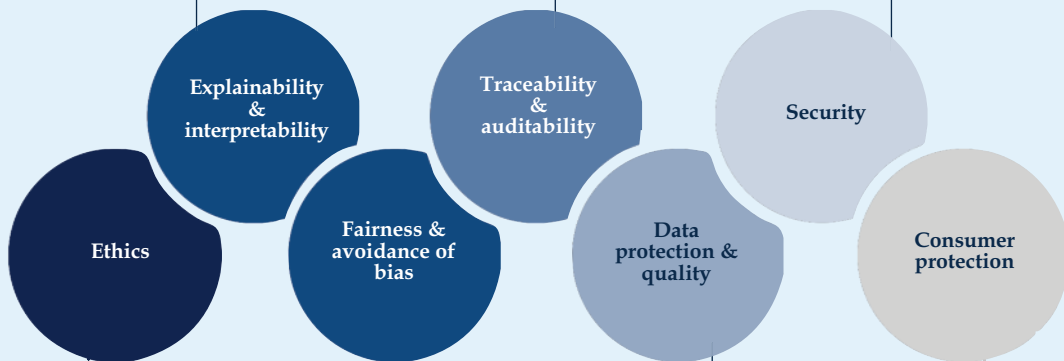 Explainability
&
interpretability
Traceability
&
auditability
Security
Ethics
Fairness &
avoidance of
bias
Data
protection &
quality
Consumer
protection